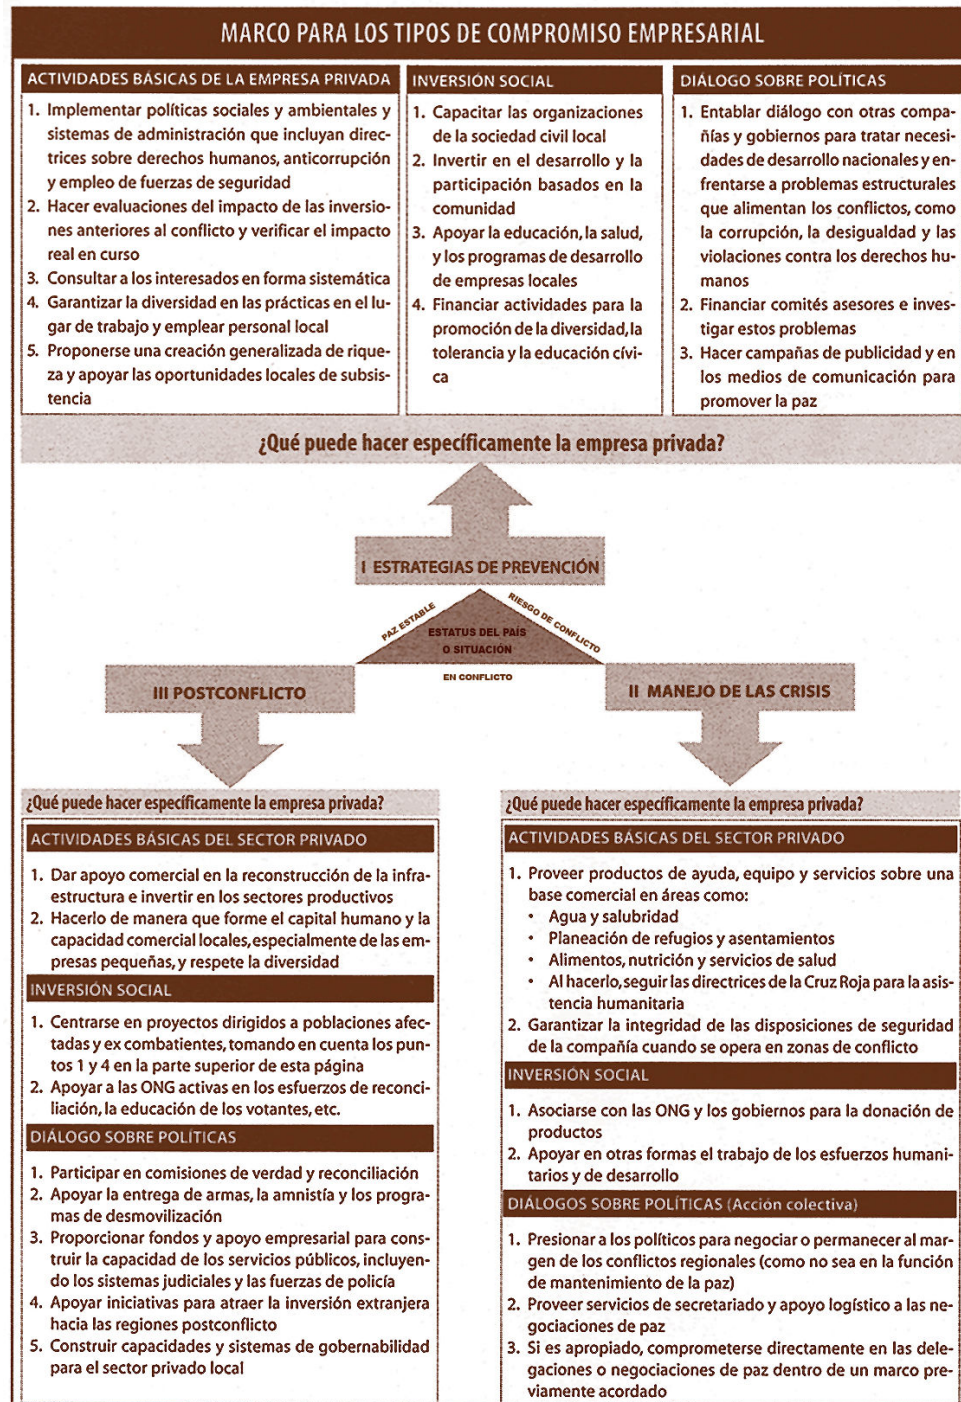 MARCO PARA LOS TIPOS DE COMPROMISO EMPRESARIAL
ACTIVIDADES BÁSICAS DE LA EMPRESA PRIVADA
1. Implementar políticas sociales y ambientales y
sistemas de administración que incluyan direc-
trices sobre derechos humanos, anticorrupción
y empleo de fuerzas de seguridad
2. Hacer evaluaciones del impacto de las inversio-
nes anteriores al conflicto y verificar el impacto
real en curso
3. Consultar a los interesados en forma sistemática
4. Garantizar la diversidad en las prácticas en el lu-
gar de trabajo y emplear personal local
5. Proponerse una creación generalizada de rique-
za y apoyar las oportunidades locales de subsis-
tencia
INVERSIÓN SOCIAL
1. Capacitar las organizaciones
de la sociedad civil local
2. Invertir en el desarrollo y la
participación basados en la
comunidad
3. Apoyar la educación, la salud,
y los programas de desarrollo
de empresas locales
4. Financiar actividades para la
promoción de la diversidad, la
tolerancia y la educación cívi-
ca
DIÁLOGO SOBRE POLÍTICAS
1. Entablar diálogo con otras compa-
ñías y gobiernos para tratar necesi-
dades de desarrollo nacionales y en-
frentarse a problemas estructurales
que alimentan los conflictos, como
la corrupción, la desigualdad y las
violaciones contra los derechos hu-
manos
2. Financiar comités asesores e inves-
tigar estos problemas
3. Hacer campañas de publicidad y en
los medios de comunicación para
promover la paz
¿Qué puede hacer específicamente la empresa privada?
I ESTRATEGIAS DE PREVENCIÓN
PAZ ESTABLE
RIESGO DE CONFLICTO
ESTATUS DEL PAÍS
O SITUACIÓN
EN CONFLICTO
III POSTCONFLICTO
II MANEJO DE LAS CRISIS
¿Qué puede hacer específicamente la empresa privada?
ACTIVIDADES BÁSICAS DEL SECTOR PRIVADO
1. Dar apoyo comercial en la reconstrucción de la infra-
estructura e invertir en los sectores productivos
2. Hacerlo de manera que forme el capital humano y la
capacidad comercial locales, especialmente de las em-
presas pequeñas, y respete la diversidad
INVERSIÓN SOCIAL
1. Centrarse en proyectos dirigidos a poblaciones afec-
tadas y ex combatientes, tomando en cuenta los pun-
tos 1 y 4 en la parte superior de esta página
2. Apoyar a las ONG activas en los esfuerzos de reconci-
liación, la educación de los votantes, etc.
DIÁLOGO SOBRE POLÍTICAS
1. Participar en comisiones de verdad y reconciliación
2. Apoyar la entrega de armas, la amnistía y los progra-
mas de desmovilización
3. Proporcionar fondos y apoyo empresarial para cons-
truir la capacidad de los servicios públicos, incluyen-
do los sistemas judiciales y las fuerzas de policía
4. Apoyar iniciativas para atraer la inversión extranjera
hacia las regiones postconflicto
5. Construir capacidades y sistemas de gobernabilidad
para el sector privado local
¿Qué puede hacer específicamente la empresa privada?
ACTIVIDADES BÁSICAS DEL SECTOR PRIVADO
1. Proveer productos de ayuda, equipo y servicios sobre una
base comercial en áreas como:
• Agua y salubridad
• Planeación de refugios y asentamientos
• Alimentos, nutrición y servicios de salud
• Al hacerlo, seguir las directrices de la Cruz Roja para la asis-
tencia humanitaria
2. Garantizar la integridad de las disposiciones de seguridad
de la compañía cuando se opera en zonas de conflicto
INVERSIÓN SOCIAL
1. Asociarse con las ONG y los gobiernos para la donación de
productos
2. Apoyar en otras formas el trabajo de los esfuerzos humani-
tarios y de desarrollo
DIÁLOGOS SOBRE POLÍTICAS (Acción colectiva)
1. Presionar a los políticos para negociar o permanecer al mar-
gen de los conflictos regionales (como no sea en la función
de mantenimiento de la paz)
2. Proveer servicios de secretariado y apoyo logístico a las ne-
gociaciones de paz
3. Si es apropiado, comprometerse directamente en las dele-
gaciones o negociaciones de paz dentro de un marco pre-
viamente acordado